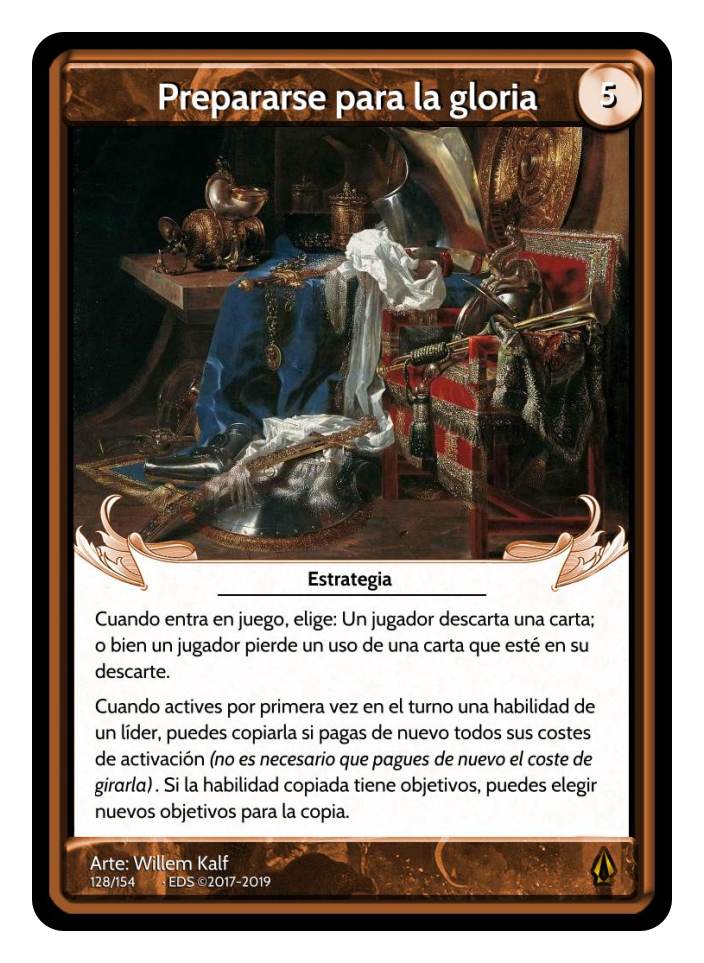 Prepararse para la gloria
5
Estrategia
Cuando entra en juego, elige: Un jugador descarta una carta;
o bien un jugador pierde un uso de una carta que esté en su
descarte.
Cuando actives por primera vez en el turno una habilidad de
un líder, puedes copiarla si pagas de nuevo todos sus costes
de activación (no es necesario que pagues de nuevo el coste de
girarla). Si la habilidad copiada tiene objetivos, puedes elegir
nuevos objetivos para la copia.
Arte: Willem Kalf
128/154 · EDS ©2017-2019